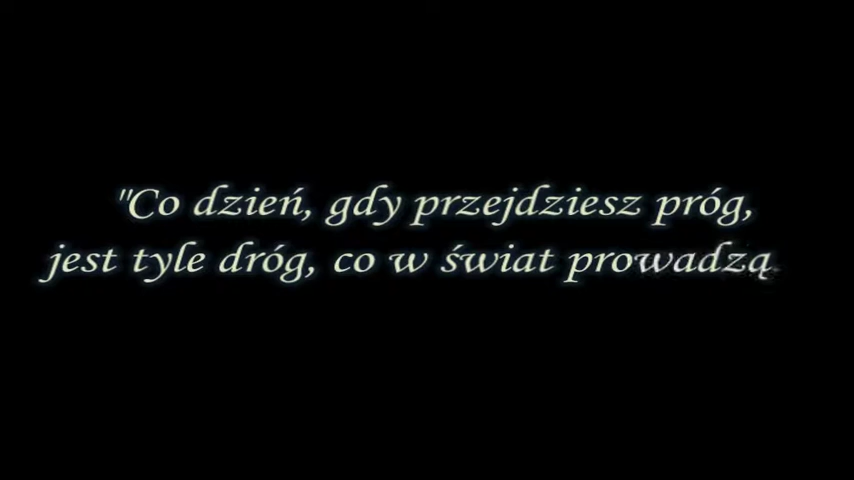 "Co dzień, gdy przejdziesz próg,
jest tyle dróg, co w świat prowadzą